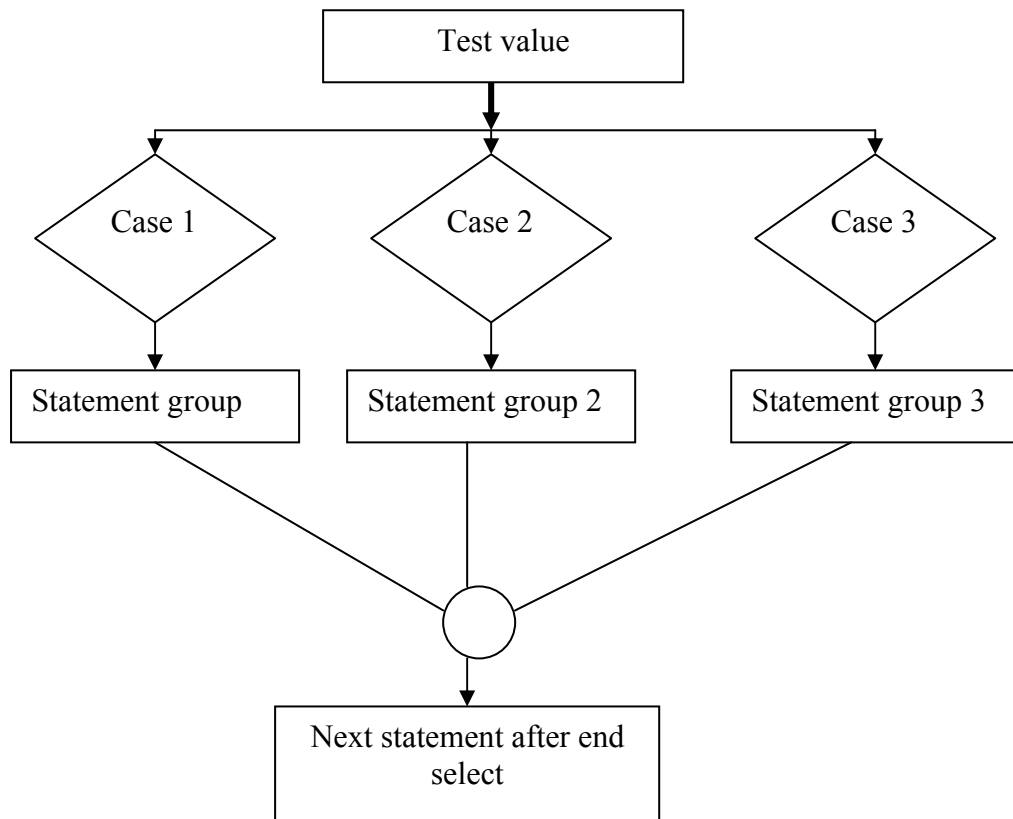 Test value
Case 1
Case 2
Case 3
Statement group
Statement group 2
Statement group 3
Next statement after end
select